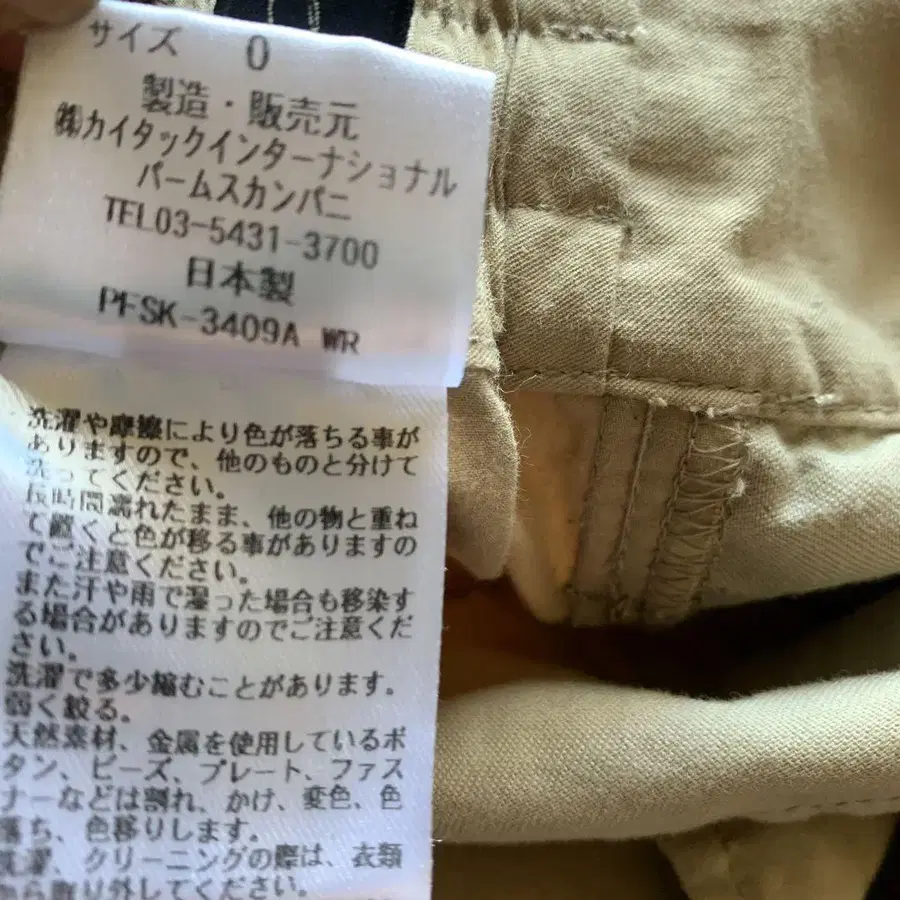 サイズ 0
製造・販売元
㈱カイタックインターナショナル
パームスカンパニ
TEL03-5431-3700
日本製
PFSK-3409A WR
洗濯や摩擦により色が落ちる事が
ありますので、他のものと分けて
洗ってください。
長時間濡れたまま、他の物と重ね
て置くと色が移る事がありますの
でご注意ください。
また汗や雨で湿った場合も移染す
る場合がありますのでご注意くだ
さい。
洗濯で多少縮むことがあります。
弱く絞る。
天然素材、金属を使用しているボ
タン、ビーズ、プレート、ファス
ナーなどは割れ、かけ、変色、色
落ち、色移りします。
洗濯、クリーニングの際は、衣類
から取り外してください。